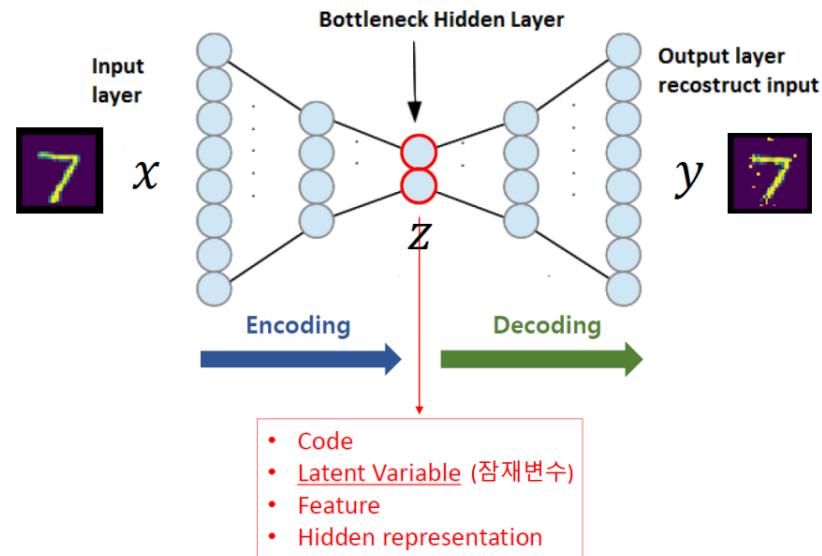 Bottleneck Hidden Layer
Input
layer
Output layer
recostruct input
x
y
z
Encoding
Decoding
• Code
• Latent Variable (잠재변수)
• Feature
• Hidden representation